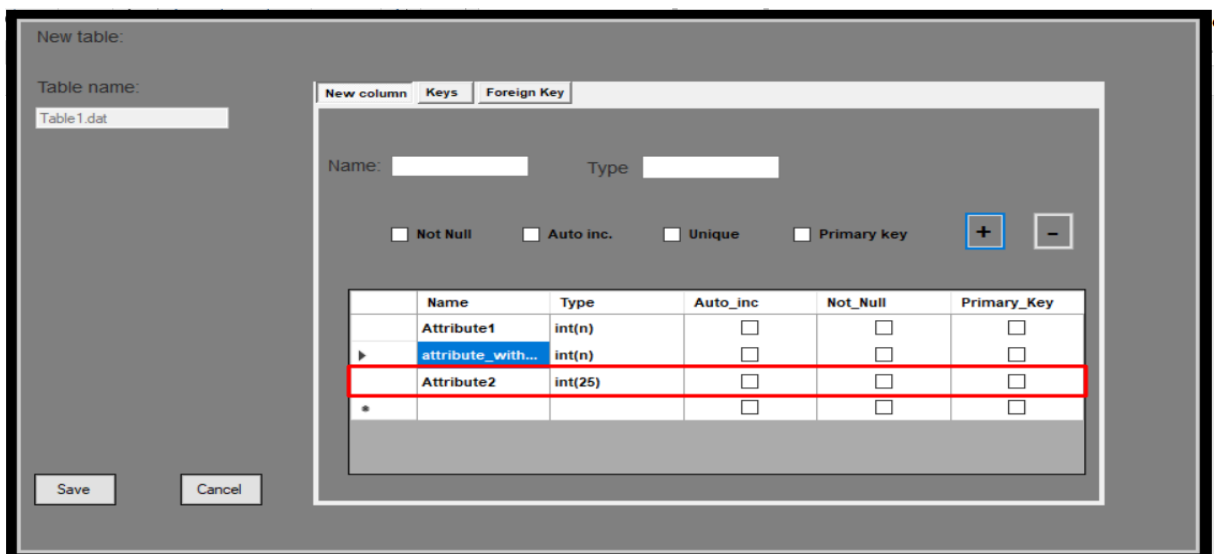 New table:
Table name:
Table1.dat
New column Keys Foreign Key
Name: Type
Not Null Auto inc. Unique Primary key + -
Name Type Auto_inc Not_Null Primary_Key
Attribute1 int(n)
attribute_with... int(n)
Attribute2 int(25)
Save Cancel